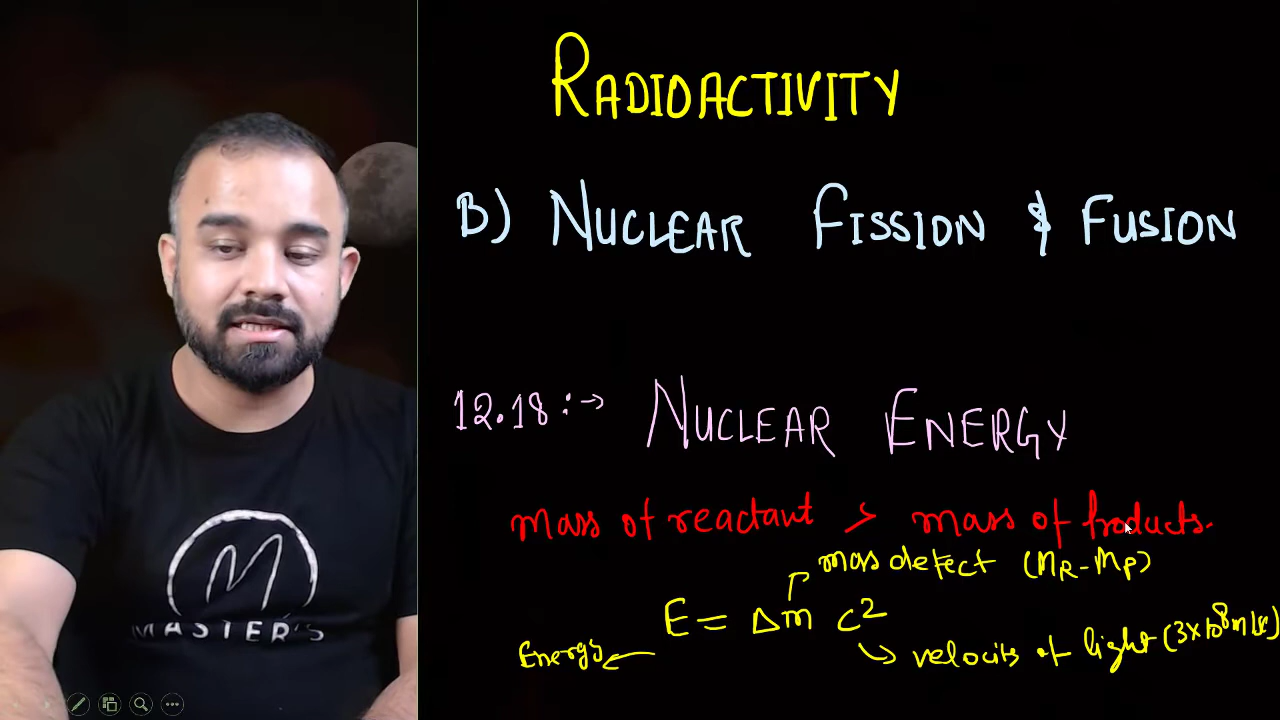 RADIOACTIVITY
B) NUCLEAR FISSION & FUSION
12.18:→ NUCLEAR ENERGY
mass of reactant > mass of products.
mass defect (MR-MP)
E = Δm c²
Energy
velocity of light (3×10⁸m/s)
M
MASTER'S